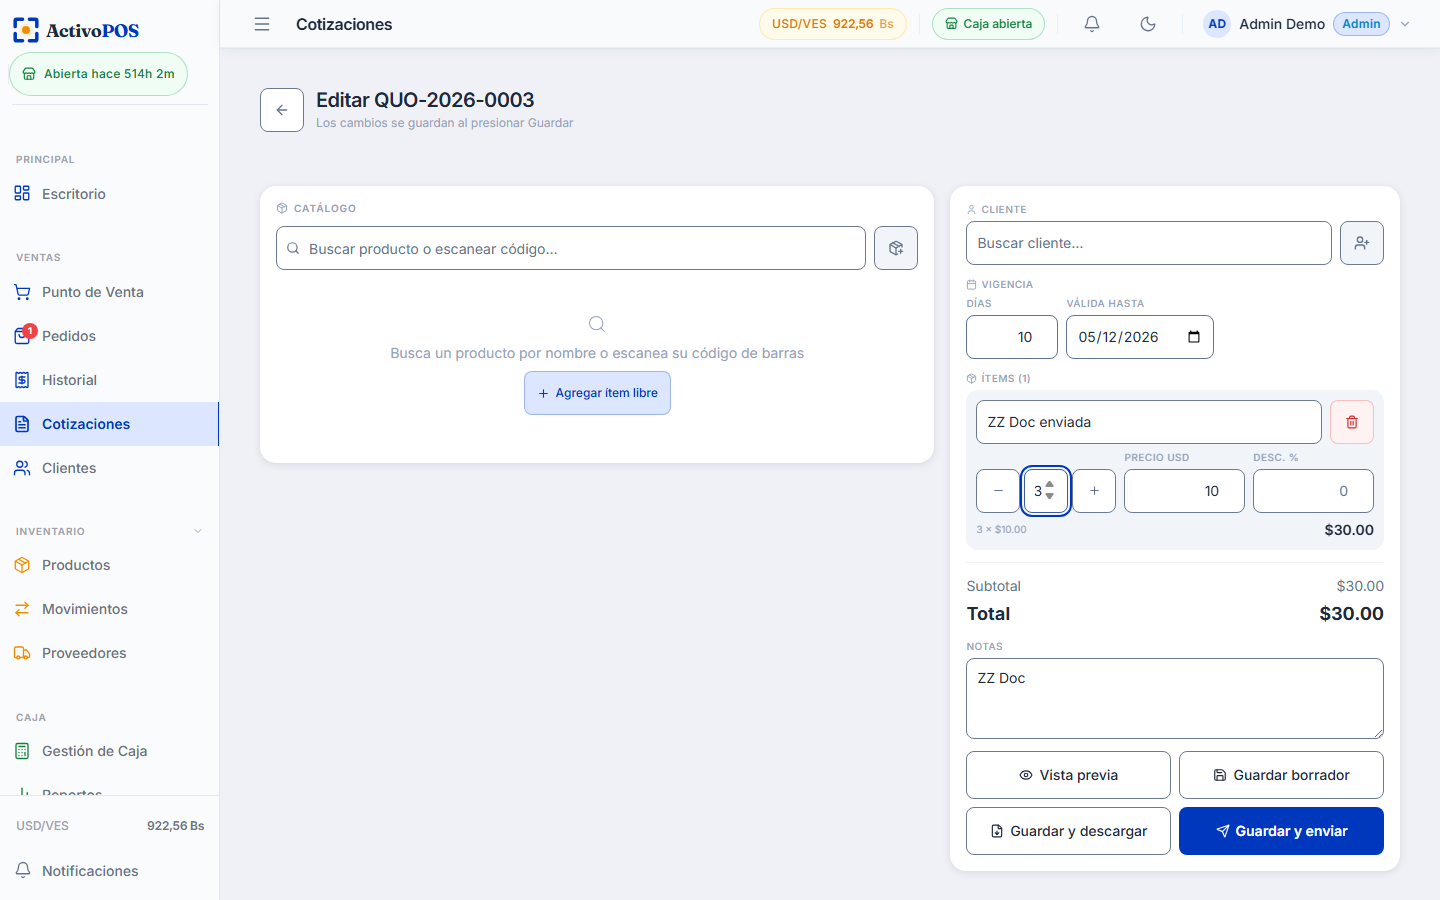 ActivoPOS
Abierta hace 514h 2m
PRINCIPAL
Escritorio
VENTAS
Punto de Venta
1
Pedidos
Historial
Cotizaciones
Clientes
INVENTARIO
Productos
Movimientos
Proveedores
CAJA
Gestión de Caja
Reportes
USD/VES 922,56 Bs
Notificaciones
Cotizaciones
USD/VES 922,56 Bs
Caja abierta
AD Admin Demo Admin
Editar QUO-2026-0003
Los cambios se guardan al presionar Guardar
CATÁLOGO
Buscar producto o escanear código...
Busca un producto por nombre o escanea su código de barras
+ Agregar ítem libre
CLIENTE
Buscar cliente...
VIGENCIA
DÍAS VÁLIDA HASTA
10 05/12/2026
ÍTEMS (1)
ZZ Doc enviada
PRECIO USD DESC. %
− 3 + 10 0
3 × $10.00 $30.00
Subtotal $30.00
Total $30.00
NOTAS
ZZ Doc
Vista previa Guardar borrador
Guardar y descargar Guardar y enviar